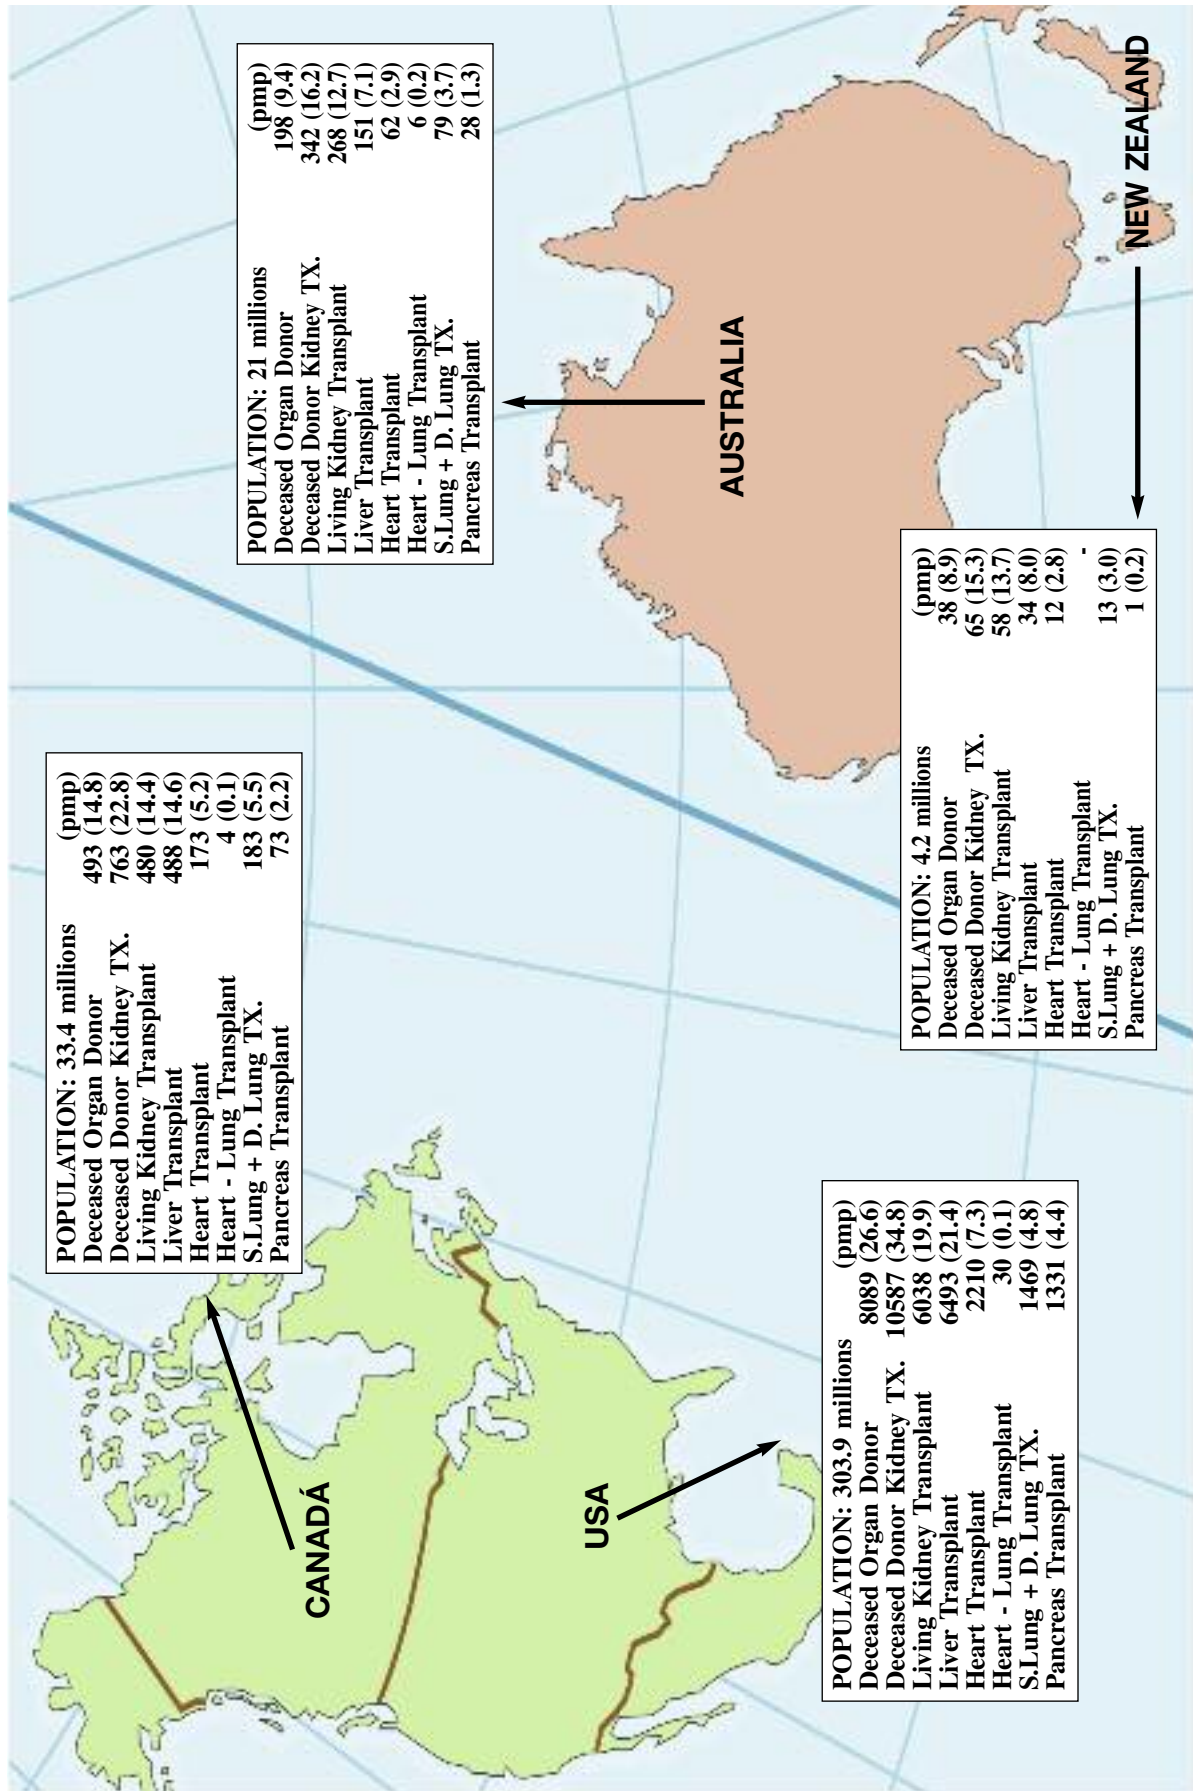 POPULATION: 33.4 millions (pmp)
Deceased Organ Donor 493 (14.8)
Deceased Donor Kidney TX. 763 (22.8)
Living Kidney Transplant 480 (14.4)
Liver Transplant 488 (14.6)
Heart Transplant 173 (5.2)
Heart - Lung Transplant 4 (0.1)
S.Lung + D. Lung TX. 183 (5.5)
Pancreas Transplant 73 (2.2)
CANADÁ
POPULATION: 21 millions (pmp)
Deceased Organ Donor 198 (9.4)
Deceased Donor Kidney TX. 342 (16.2)
Living Kidney Transplant 268 (12.7)
Liver Transplant 151 (7.1)
Heart Transplant 62 (2.9)
Heart - Lung Transplant 6 (0.2)
S.Lung + D. Lung TX. 79 (3.7)
Pancreas Transplant 28 (1.3)
USA
AUSTRALIA
POPULATION: 303.9 millions (pmp)
Deceased Organ Donor 8089 (26.6)
Deceased Donor Kidney TX. 10587 (34.8)
Living Kidney Transplant 6038 (19.9)
Liver Transplant 6493 (21.4)
Heart Transplant 2210 (7.3)
Heart - Lung Transplant 30 (0.1)
S.Lung + D. Lung TX. 1469 (4.8)
Pancreas Transplant 1331 (4.4)
POPULATION: 4.2 millions (pmp)
Deceased Organ Donor 38 (8.9)
Deceased Donor Kidney TX. 65 (15.3)
Living Kidney Transplant 58 (13.7)
Liver Transplant 34 (8.0)
Heart Transplant 12 (2.8)
Heart - Lung Transplant -
S.Lung + D. Lung TX. 13 (3.0)
Pancreas Transplant 1 (0.2)
NEW ZEALAND